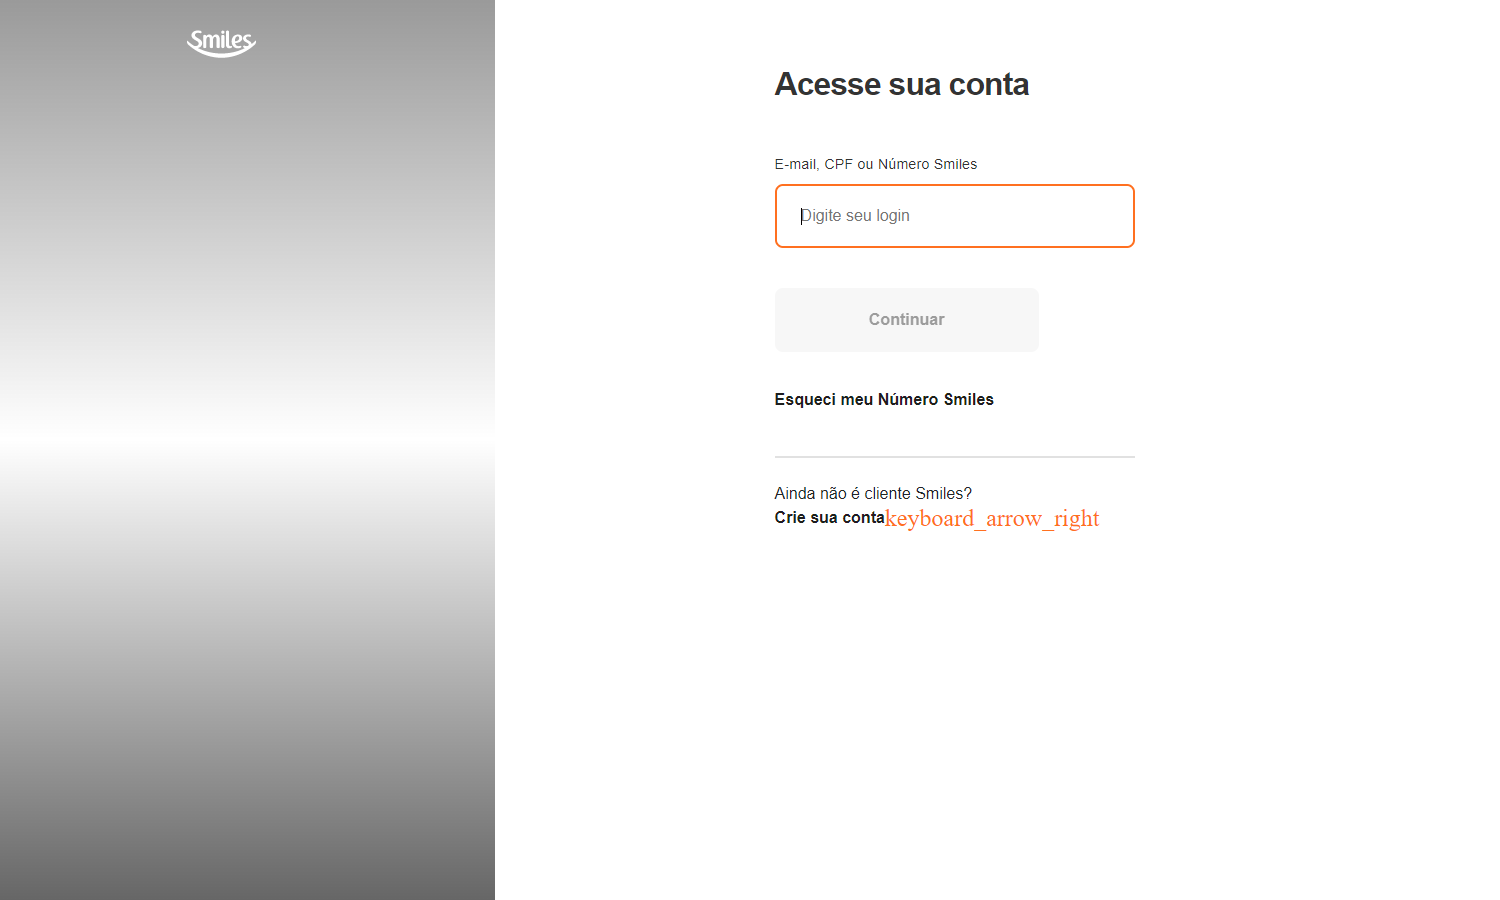 Smiles
Acesse sua conta
E-mail, CPF ou Número Smiles
Digite seu login
Continuar
Esqueci meu Número Smiles
Ainda não é cliente Smiles?
Crie sua contakeyboard_arrow_right